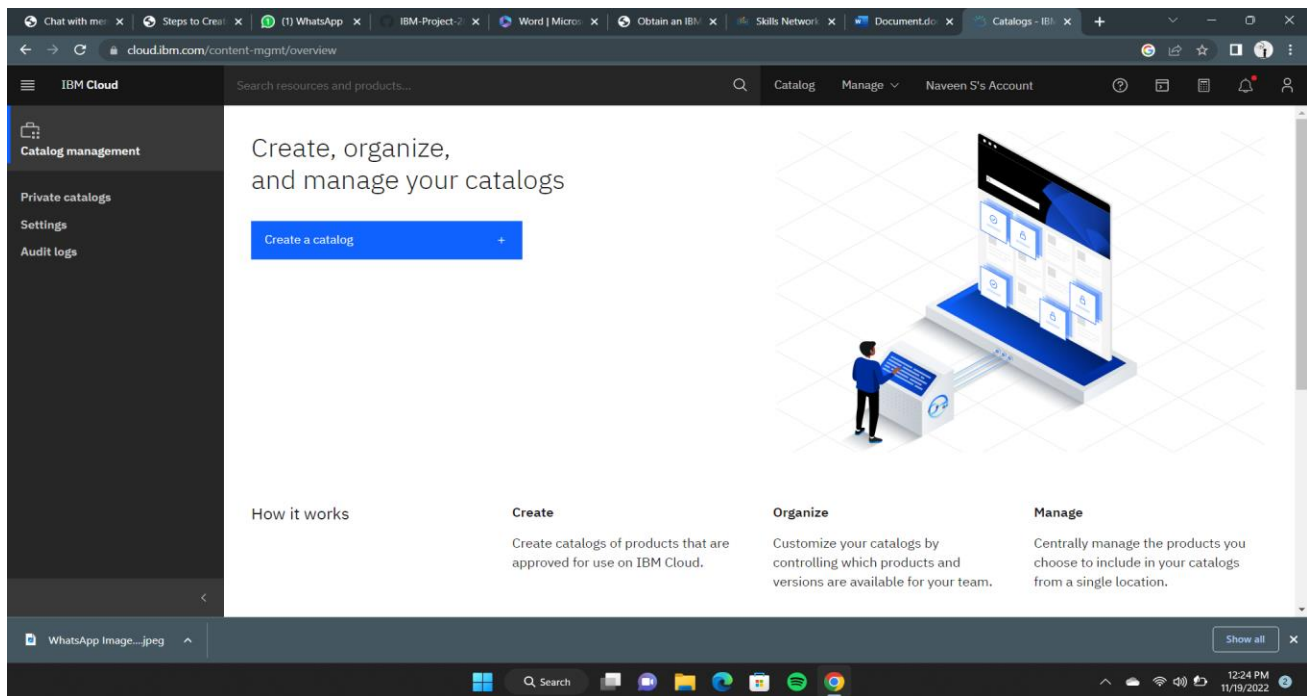 Chat with mer
Steps to Creat
(1) WhatsApp
IBM-Project-2
Word | Micros
Obtain an IBM
Skills Network
Document.do
Catalogs - IBM
cloud.ibm.com/content-mgmt/overview
IBM Cloud
Search resources and products...
Catalog
Manage
Naveen S's Account
Catalog management
Private catalogs
Settings
Audit logs
Create, organize,
and manage your catalogs
Create a catalog +
How it works
Create
Create catalogs of products that are
approved for use on IBM Cloud.
Organize
Customize your catalogs by
controlling which products and
versions are available for your team.
Manage
Centrally manage the products you
choose to include in your catalogs
from a single location.
WhatsApp Image....jpeg
Show all
Search
12:24 PM
11/19/2022
2